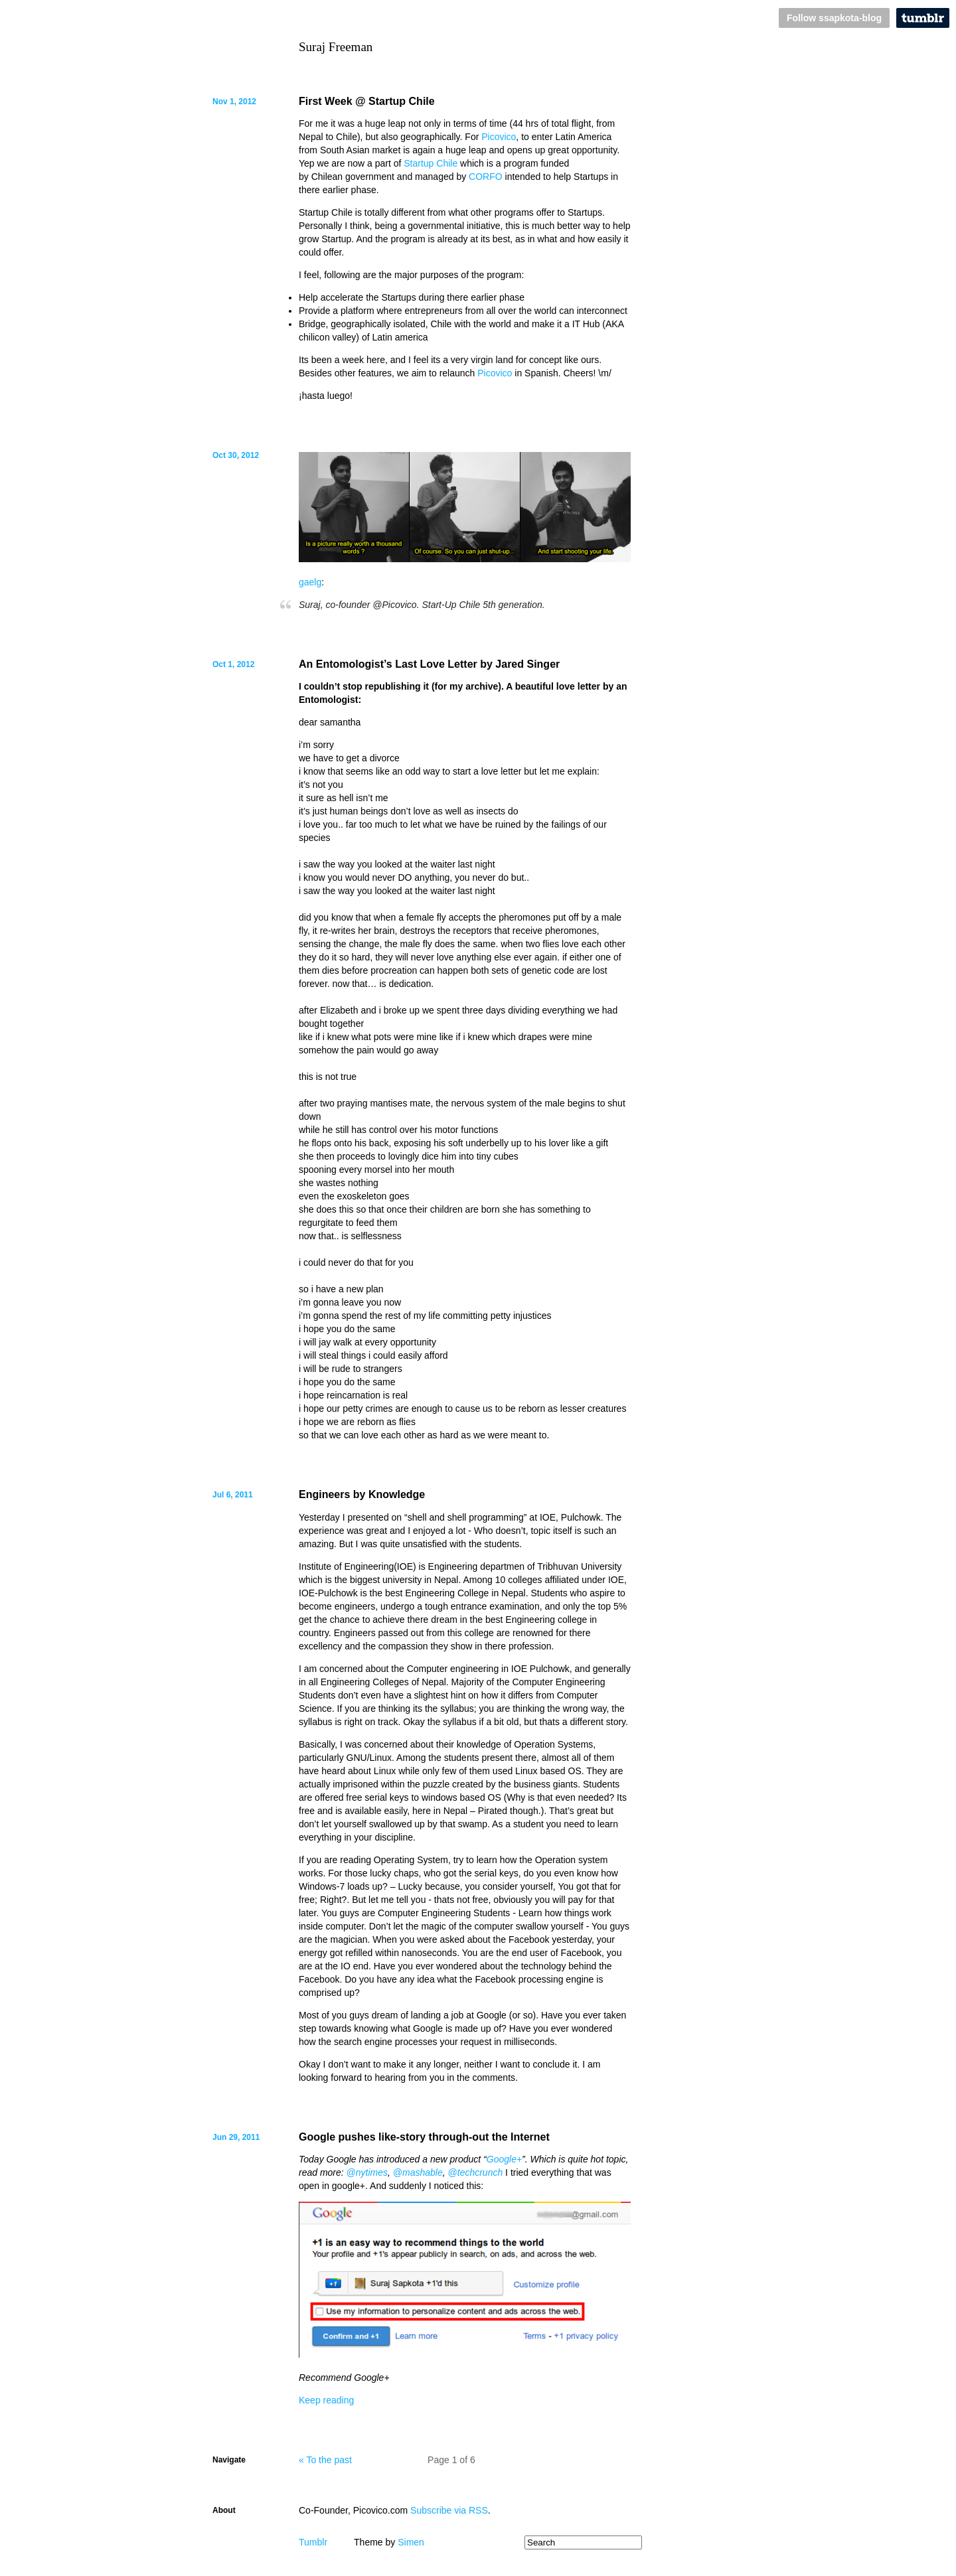 Follow ssapkota-blog
tumblr
Suraj Freeman
Nov 1, 2012
First Week @ Startup Chile
For me it was a huge leap not only in terms of time (44 hrs of total flight, from
Nepal to Chile), but also geographically. For Picovico, to enter Latin America
from South Asian market is again a huge leap and opens up great opportunity.
Yep we are now a part of Startup Chile which is a program funded
by Chilean government and managed by CORFO intended to help Startups in
there earlier phase.
Startup Chile is totally different from what other programs offer to Startups.
Personally I think, being a governmental initiative, this is much better way to help
grow Startup. And the program is already at its best, as in what and how easily it
could offer.
I feel, following are the major purposes of the program:
• Help accelerate the Startups during there earlier phase
• Provide a platform where entrepreneurs from all over the world can interconnect
• Bridge, geographically isolated, Chile with the world and make it a IT Hub (AKA
chilicon valley) of Latin america
Its been a week here, and I feel its a very virgin land for concept like ours.
Besides other features, we aim to relaunch Picovico in Spanish. Cheers! \m/
¡hasta luego!
Oct 30, 2012
Is a picture really worth a thousand
words ?
Of course. So you can just shut-up...
And start shooting your life.
gaelg:
“ Suraj, co-founder @Picovico. Start-Up Chile 5th generation.
Oct 1, 2012
An Entomologist’s Last Love Letter by Jared Singer
I couldn’t stop republishing it (for my archive). A beautiful love letter by an
Entomologist:
dear samantha
i’m sorry
we have to get a divorce
i know that seems like an odd way to start a love letter but let me explain:
it’s not you
it sure as hell isn’t me
it’s just human beings don’t love as well as insects do
i love you.. far too much to let what we have be ruined by the failings of our
species
i saw the way you looked at the waiter last night
i know you would never DO anything, you never do but..
i saw the way you looked at the waiter last night
did you know that when a female fly accepts the pheromones put off by a male
fly, it re-writes her brain, destroys the receptors that receive pheromones,
sensing the change, the male fly does the same. when two flies love each other
they do it so hard, they will never love anything else ever again. if either one of
them dies before procreation can happen both sets of genetic code are lost
forever. now that… is dedication.
after Elizabeth and i broke up we spent three days dividing everything we had
bought together
like if i knew what pots were mine like if i knew which drapes were mine
somehow the pain would go away
this is not true
after two praying mantises mate, the nervous system of the male begins to shut
down
while he still has control over his motor functions
he flops onto his back, exposing his soft underbelly up to his lover like a gift
she then proceeds to lovingly dice him into tiny cubes
spooning every morsel into her mouth
she wastes nothing
even the exoskeleton goes
she does this so that once their children are born she has something to
regurgitate to feed them
now that.. is selflessness
i could never do that for you
so i have a new plan
i’m gonna leave you now
i’m gonna spend the rest of my life committing petty injustices
i hope you do the same
i will jay walk at every opportunity
i will steal things i could easily afford
i will be rude to strangers
i hope you do the same
i hope reincarnation is real
i hope our petty crimes are enough to cause us to be reborn as lesser creatures
i hope we are reborn as flies
so that we can love each other as hard as we were meant to.
Jul 6, 2011
Engineers by Knowledge
Yesterday I presented on “shell and shell programming” at IOE, Pulchowk. The
experience was great and I enjoyed a lot - Who doesn’t, topic itself is such an
amazing. But I was quite unsatisfied with the students.
Institute of Engineering(IOE) is Engineering departmen of Tribhuvan University
which is the biggest university in Nepal. Among 10 colleges affiliated under IOE,
IOE-Pulchowk is the best Engineering College in Nepal. Students who aspire to
become engineers, undergo a tough entrance examination, and only the top 5%
get the chance to achieve there dream in the best Engineering college in
country. Engineers passed out from this college are renowned for there
excellency and the compassion they show in there profession.
I am concerned about the Computer engineering in IOE Pulchowk, and generally
in all Engineering Colleges of Nepal. Majority of the Computer Engineering
Students don’t even have a slightest hint on how it differs from Computer
Science. If you are thinking its the syllabus; you are thinking the wrong way, the
syllabus is right on track. Okay the syllabus if a bit old, but thats a different story.
Basically, I was concerned about their knowledge of Operation Systems,
particularly GNU/Linux. Among the students present there, almost all of them
have heard about Linux while only few of them used Linux based OS. They are
actually imprisoned within the puzzle created by the business giants. Students
are offered free serial keys to windows based OS (Why is that even needed? Its
free and is available easily, here in Nepal – Pirated though.). That’s great but
don’t let yourself swallowed up by that swamp. As a student you need to learn
everything in your discipline.
If you are reading Operating System, try to learn how the Operation system
works. For those lucky chaps, who got the serial keys, do you even know how
Windows-7 loads up? – Lucky because, you consider yourself, You got that for
free; Right?. But let me tell you - thats not free, obviously you will pay for that
later. You guys are Computer Engineering Students - Learn how things work
inside computer. Don’t let the magic of the computer swallow yourself - You guys
are the magician. When you were asked about the Facebook yesterday, your
energy got refilled within nanoseconds. You are the end user of Facebook, you
are at the IO end. Have you ever wondered about the technology behind the
Facebook. Do you have any idea what the Facebook processing engine is
comprised up?
Most of you guys dream of landing a job at Google (or so). Have you ever taken
step towards knowing what Google is made up of? Have you ever wondered
how the search engine processes your request in milliseconds.
Okay I don’t want to make it any longer, neither I want to conclude it. I am
looking forward to hearing from you in the comments.
Jun 29, 2011
Google pushes like-story through-out the Internet
Today Google has introduced a new product “Google+”. Which is quite hot topic,
read more: @nytimes, @mashable, @techcrunch I tried everything that was
open in google+. And suddenly I noticed this:
Google
@gmail.com
+1 is an easy way to recommend things to the world
Your profile and +1's appear publicly in search, on ads, and across the web.
+1 Suraj Sapkota +1'd this
Customize profile
Use my information to personalize content and ads across the web.
Confirm and +1 Learn more
Terms - +1 privacy policy
Recommend Google+
Keep reading
Navigate
« To the past
Page 1 of 6
About
Co-Founder, Picovico.com Subscribe via RSS.
Tumblr
Theme by Simen
Search